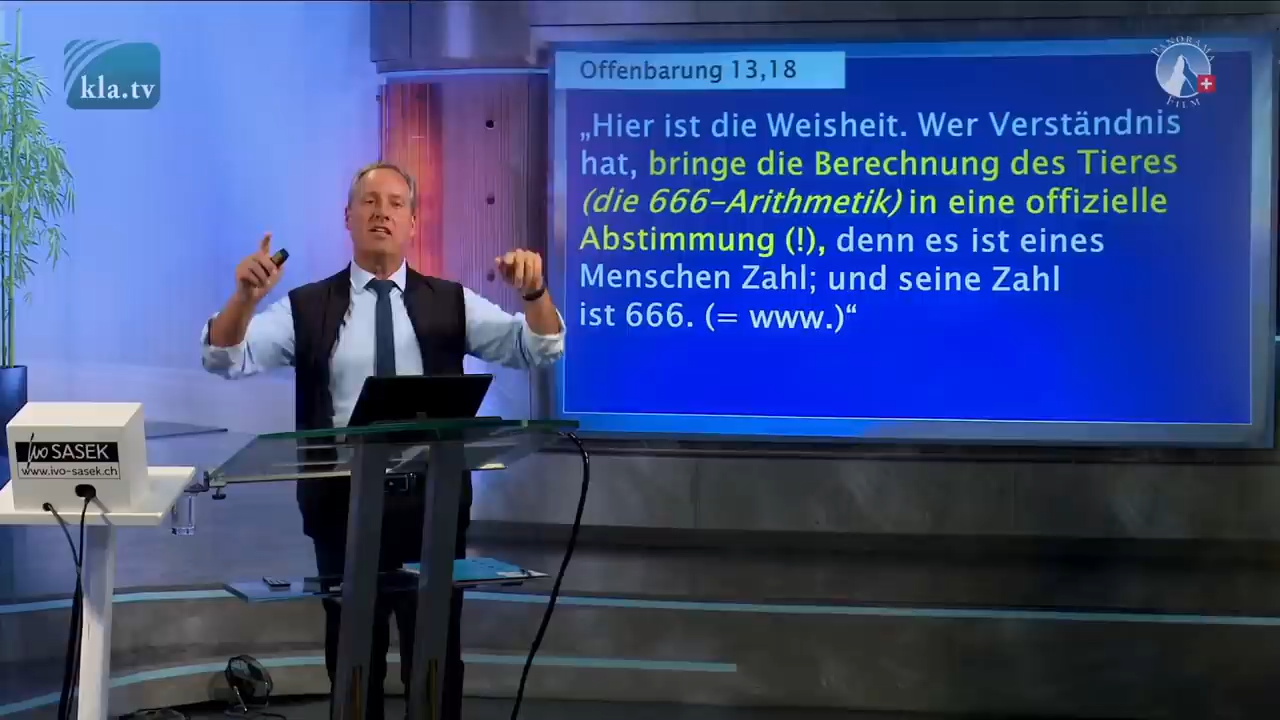 kla.tv
Offenbarung 13,18
PANORAMA
FILM
„Hier ist die Weisheit. Wer Verständnis
hat, bringe die Berechnung des Tieres
(die 666-Arithmetik) in eine offizielle
Abstimmung (!), denn es ist eines
Menschen Zahl; und seine Zahl
ist 666. (= www.)“
Ivo SASEK
www.ivo-sasek.ch